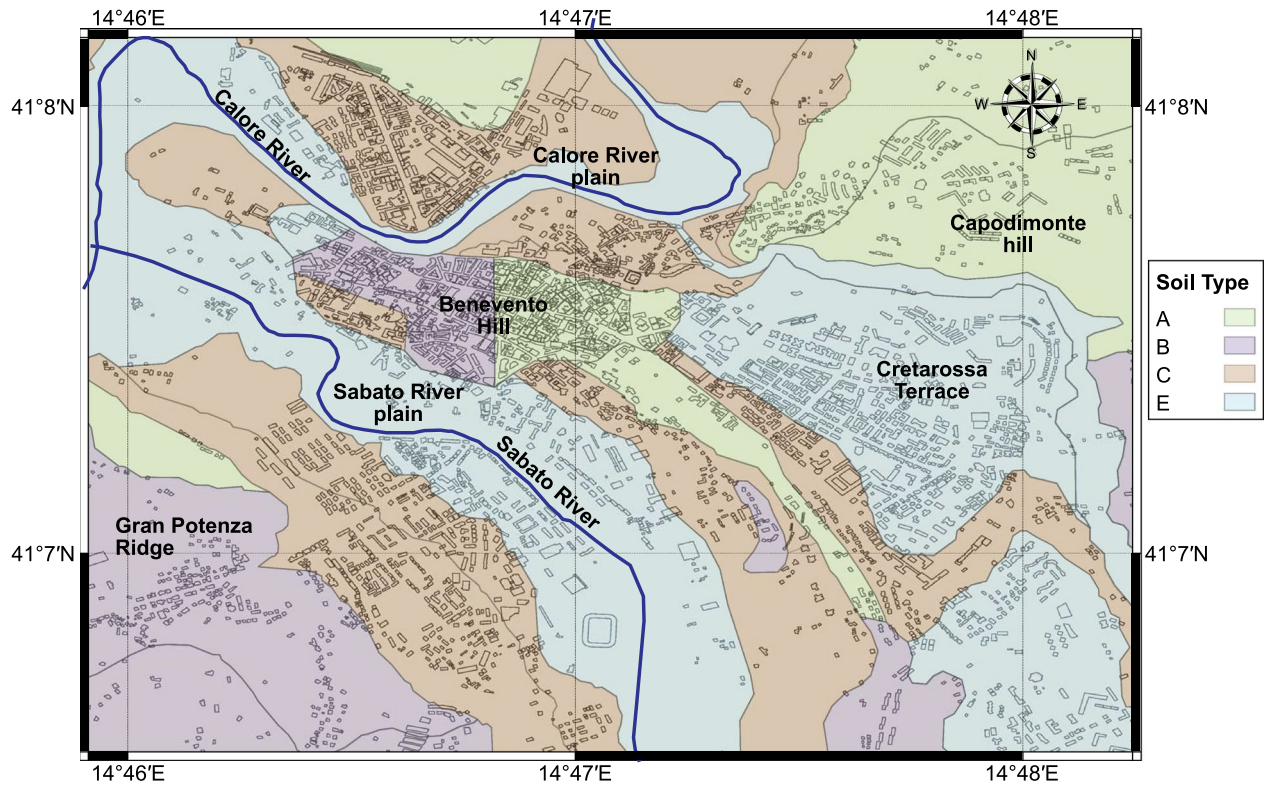 14°46'E
14°47'E
14°48'E
N
W
E
S
41°8'N
41°8'N
Calore River
Calore River
plain
Capodimonte
hill
Soil Type
A
B
C
E
Benevento
Hill
Cretarossa
Terrace
Sabato River
plain
Sabato River
Gran Potenza
Ridge
41°7'N
41°7'N
14°46'E
14°47'E
14°48'E